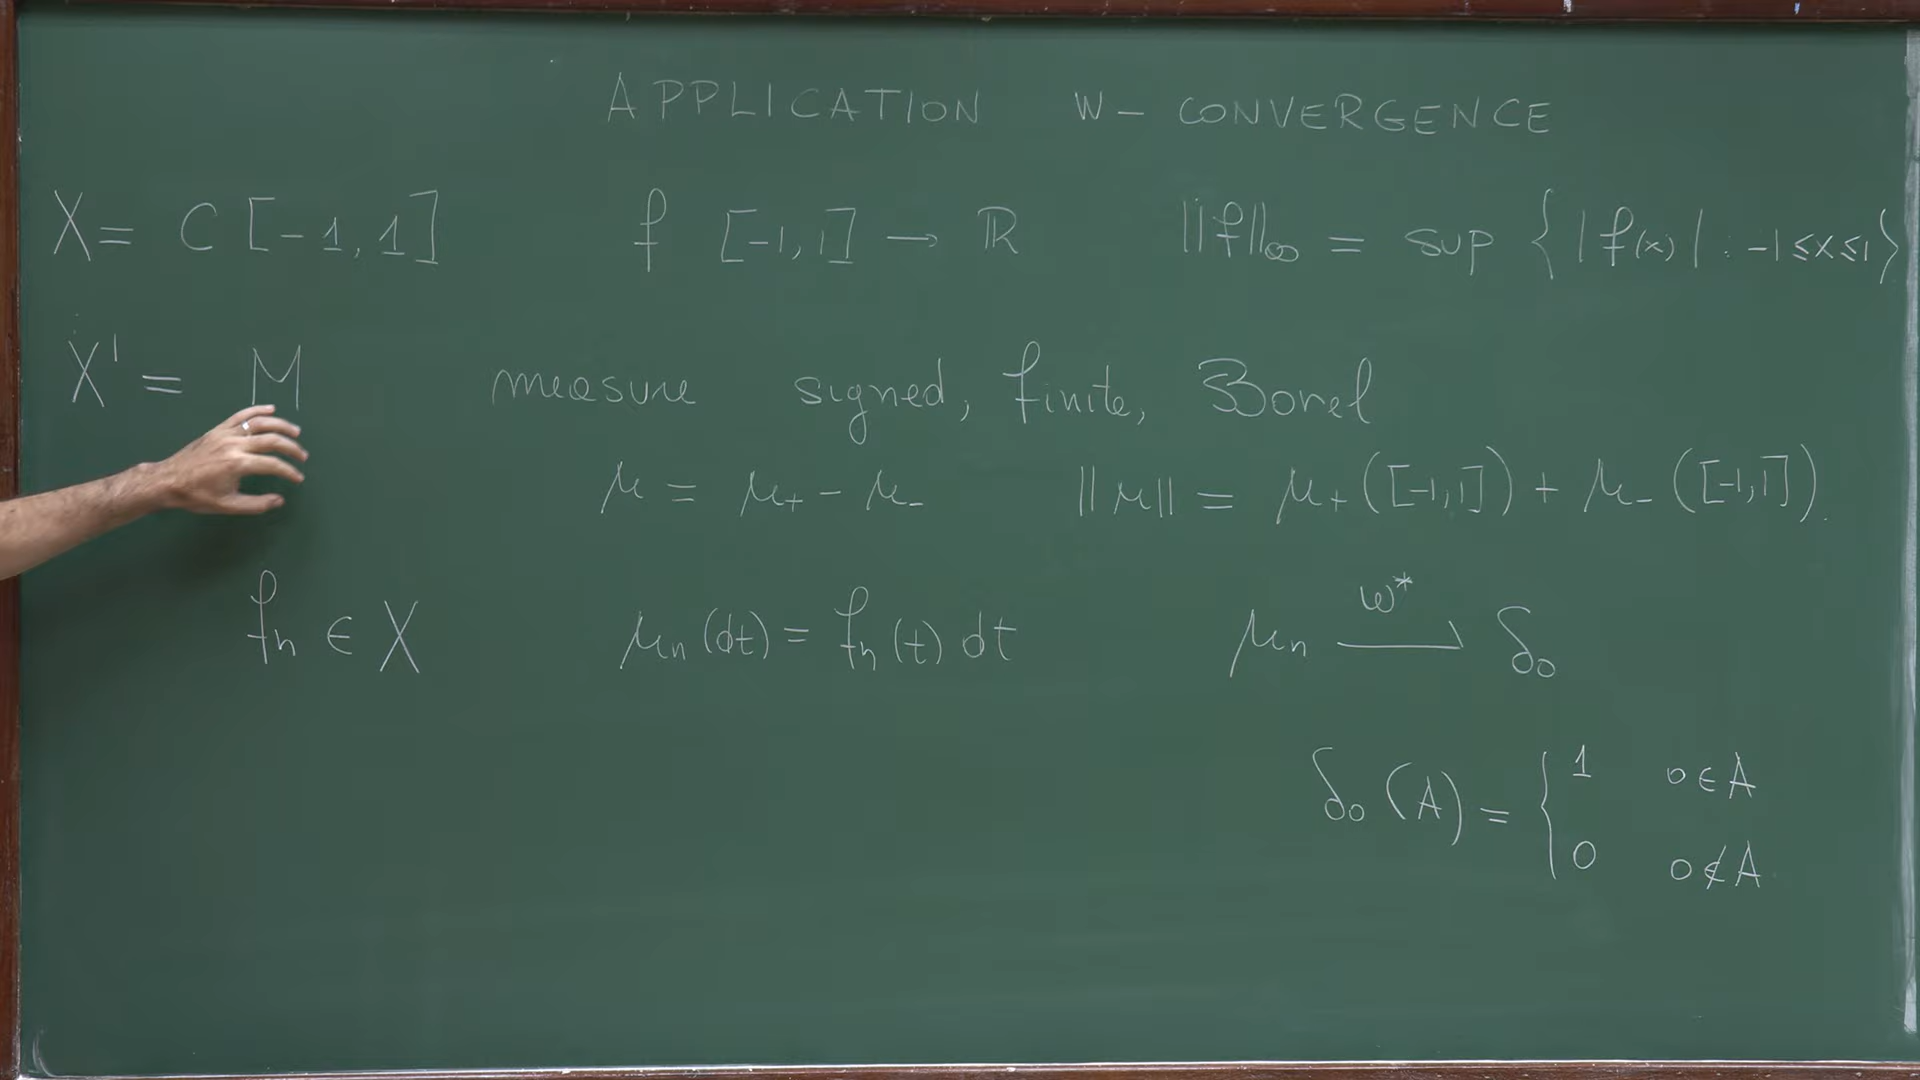 APPLICATION W- CONVERGENCE
X= C[-1,1] f [-1,1] → ℝ ||f||∞ = sup { |f(x)| : -1≤x≤1}
X' = M measure signed, finite, Borel
μ = μ₊ - μ₋ ||μ|| = μ₊([-1,1]) + μ₋([-1,1]).
fₙ ∈ X μₙ(dt) = fₙ(t) dt μₙ —w*→ δ₀
δ₀(A) = { 1 0∈A
0 0∉A